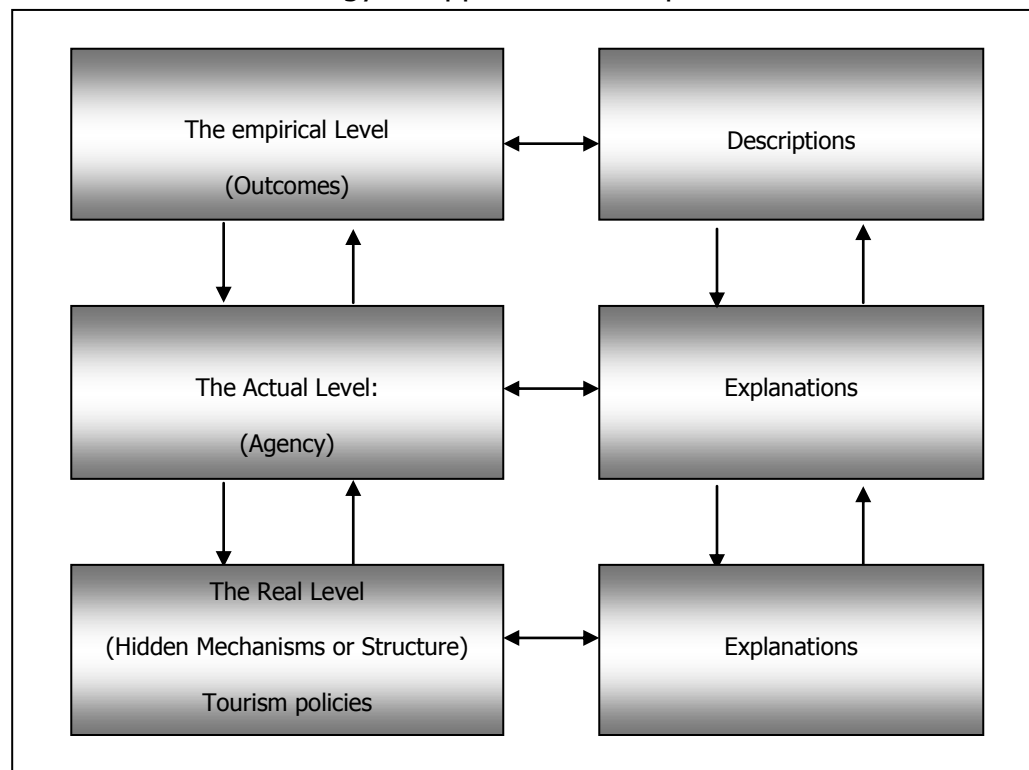 The empirical Level
(Outcomes)
Descriptions
The Actual Level:
(Agency)
Explanations
The Real Level
(Hidden Mechanisms or Structure)
Tourism policies
Explanations